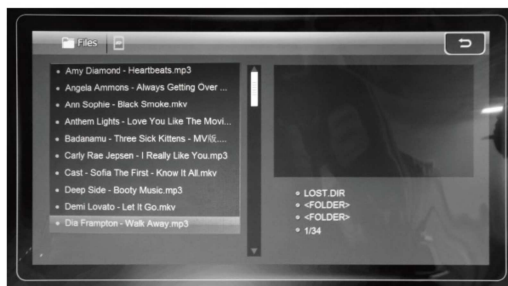 Files
Amy Diamond - Heartbeats.mp3
Angela Ammons - Always Getting Over ...
Ann Sophie - Black Smoke.mkv
Anthem Lights - Love You Like The Movi...
Badanamu - Three Sick Kittens - MV版....
Carly Rae Jepsen - I Really Like You.mp3
Cast - Sofia The First - Know It All.mkv
Deep Side - Booty Music.mp3
Demi Lovato - Let It Go.mkv
Dia Frampton - Walk Away.mp3
LOST.DIR
<FOLDER>
<FOLDER>
1/34